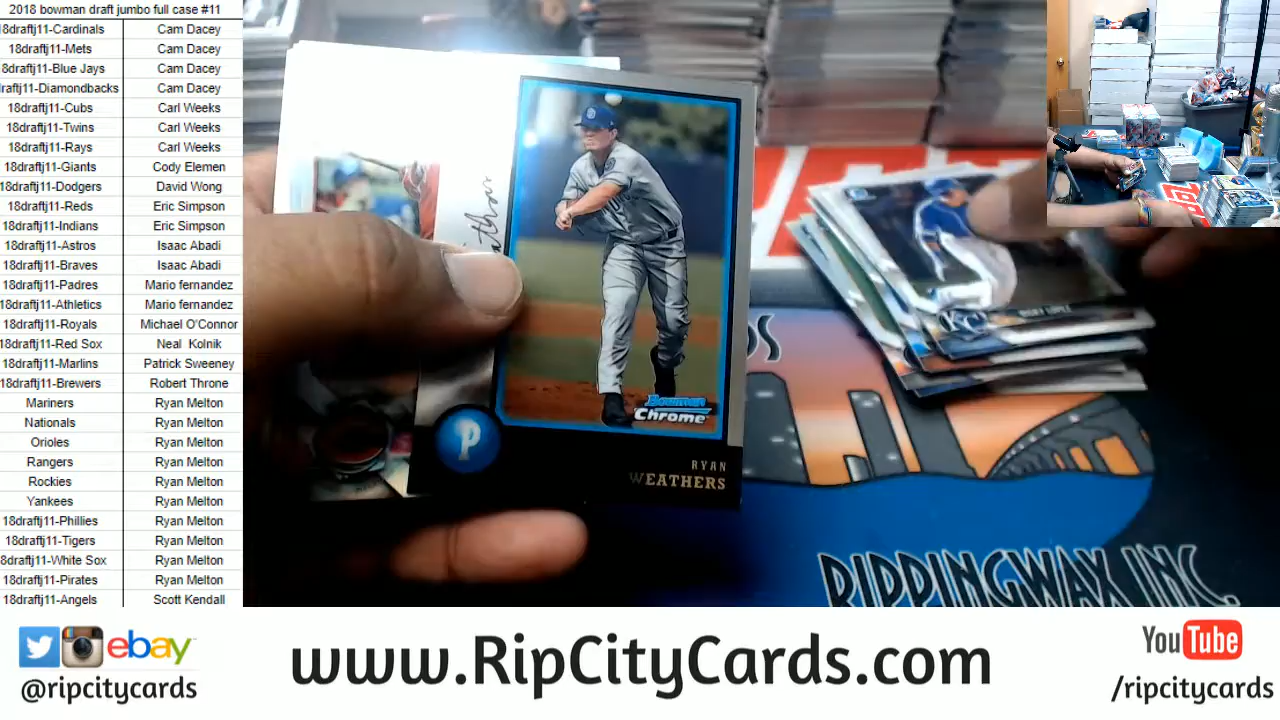 2018 bowman draft jumbo full case #11
18draftj11-Cardinals Cam Dacey
18draftj11-Mets Cam Dacey
8draftj11-Blue Jays Cam Dacey
draftj11-Diamondbacks Cam Dacey
18draftj11-Cubs Carl Weeks
18draftj11-Twins Carl Weeks
18draftj11-Rays Carl Weeks
18draftj11-Giants Cody Elemen
18draftj11-Dodgers David Wong
18draftj11-Reds Eric Simpson
18draftj11-Indians Eric Simpson
18draftj11-Astros Isaac Abadi
18draftj11-Braves Isaac Abadi
18draftj11-Padres Mario fernandez
18draftj11-Athletics Mario fernandez
18draftj11-Royals Michael O'Connor
18draftj11-Red Sox Neal Kolnik
18draftj11-Marlins Patrick Sweeney
18draftj11-Brewers Robert Throne
Mariners Ryan Melton
Nationals Ryan Melton
Orioles Ryan Melton
Rangers Ryan Melton
Rockies Ryan Melton
Yankees Ryan Melton
18draftj11-Phillies Ryan Melton
18draftj11-Tigers Ryan Melton
8draftj11-White Sox Ryan Melton
18draftj11-Pirates Ryan Melton
18draftj11-Angels Scott Kendall
Bowman
Chrome
P
RYAN
WEATHERS
KC
RIPPINGWAX INC.
ebay
@ripcitycards
www.RipCityCards.com
YouTube
/ripcitycards